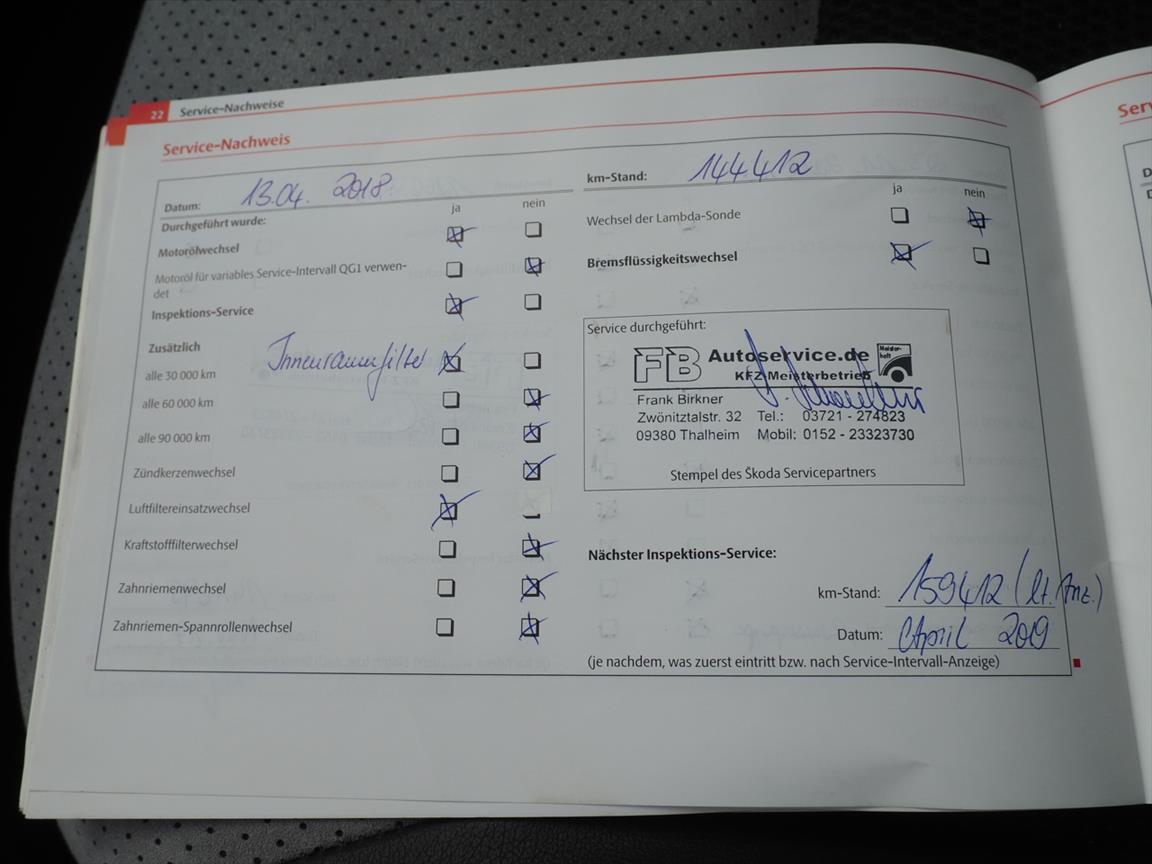 22 Service-Nachweise
Service-Nachweis
Datum: 13.04. 2018
ja nein
Durchgeführt wurde:
Motorölwechsel
Motoröl für variables Service-Intervall QG1 verwen-
det
Inspektions-Service
Zusätzlich
Innenraumfilter
alle 30 000 km
alle 60 000 km
alle 90 000 km
Zündkerzenwechsel
Luftfiltereinsatzwechsel
Kraftstofffilterwechsel
Zahnriemenwechsel
Zahnriemen-Spannrollenwechsel
km-Stand: 144412
ja nein
Wechsel der Lambda-Sonde
Bremsflüssigkeitswechsel
Service durchgeführt:
FB Autoservice.de
Meister-
haft
KFZ-Meisterbetrieb
Frank Birkner
Zwönitztalstr. 32 Tel.: 03721 - 274823
09380 Thalheim Mobil: 0152 - 23323730
Stempel des Škoda Servicepartners
Nächster Inspektions-Service:
km-Stand: 159412 (lt. Anz.)
Datum: April 2019
(je nachdem, was zuerst eintritt bzw. nach Service-Intervall-Anzeige)
Serv
D